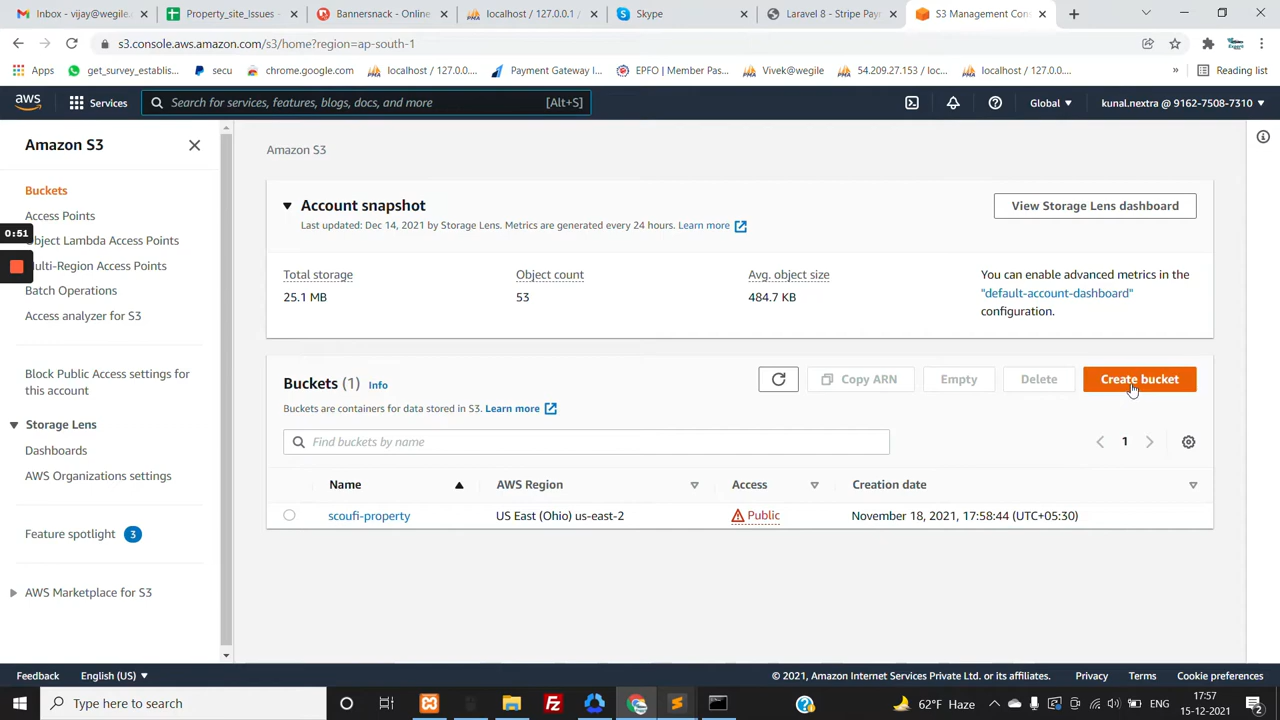 Inbox - vijay@wegile.c
Property_site_Issues -
Bannersnack - Online
localhost / 127.0.0.1 /
Skype
Laravel 8 - Stripe Payr
S3 Management Con
s3.console.aws.amazon.com/s3/home?region=ap-south-1
Apps
get_survey_establis...
secu
chrome.google.com
localhost / 127.0.0....
Payment Gateway I...
EPFO | Member Pas...
Vivek@wegile
54.209.27.153 / loc...
localhost / 127.0.0....
»
Reading list
aws
Services
Search for services, features, blogs, docs, and more
[Alt+S]
Global
kunal.nextra @ 9162-7508-7310
Amazon S3
Buckets
Access Points
Object Lambda Access Points
Multi-Region Access Points
Batch Operations
Access analyzer for S3
Block Public Access settings for
this account
Storage Lens
Dashboards
AWS Organizations settings
Feature spotlight 3
AWS Marketplace for S3
0:51
Amazon S3
Account snapshot
Last updated: Dec 14, 2021 by Storage Lens. Metrics are generated every 24 hours. Learn more
View Storage Lens dashboard
Total storage
25.1 MB
Object count
53
Avg. object size
484.7 KB
You can enable advanced metrics in the
"default-account-dashboard"
configuration.
Buckets (1) Info
Buckets are containers for data stored in S3. Learn more
Copy ARN
Empty
Delete
Create bucket
Find buckets by name
1
Name
AWS Region
Access
Creation date
scoufi-property
US East (Ohio) us-east-2
Public
November 18, 2021, 17:58:44 (UTC+05:30)
Feedback
English (US)
© 2021, Amazon Internet Services Private Ltd. or its affiliates.
Privacy
Terms
Cookie preferences
Type here to search
62°F Haze
17:57
15-12-2021
2